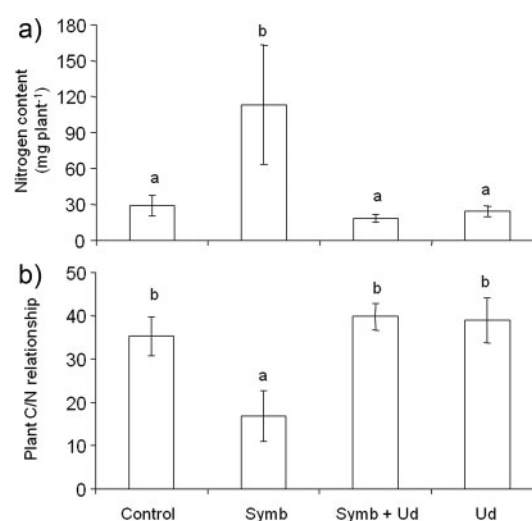 a)
Nitrogen content
(mg plant⁻¹)
180
150
120
90
60
30
0
a
b
a
a
b)
Plant C/N relationship
50
40
30
20
10
0
b
a
b
b
Control Symb Symb + Ud Ud